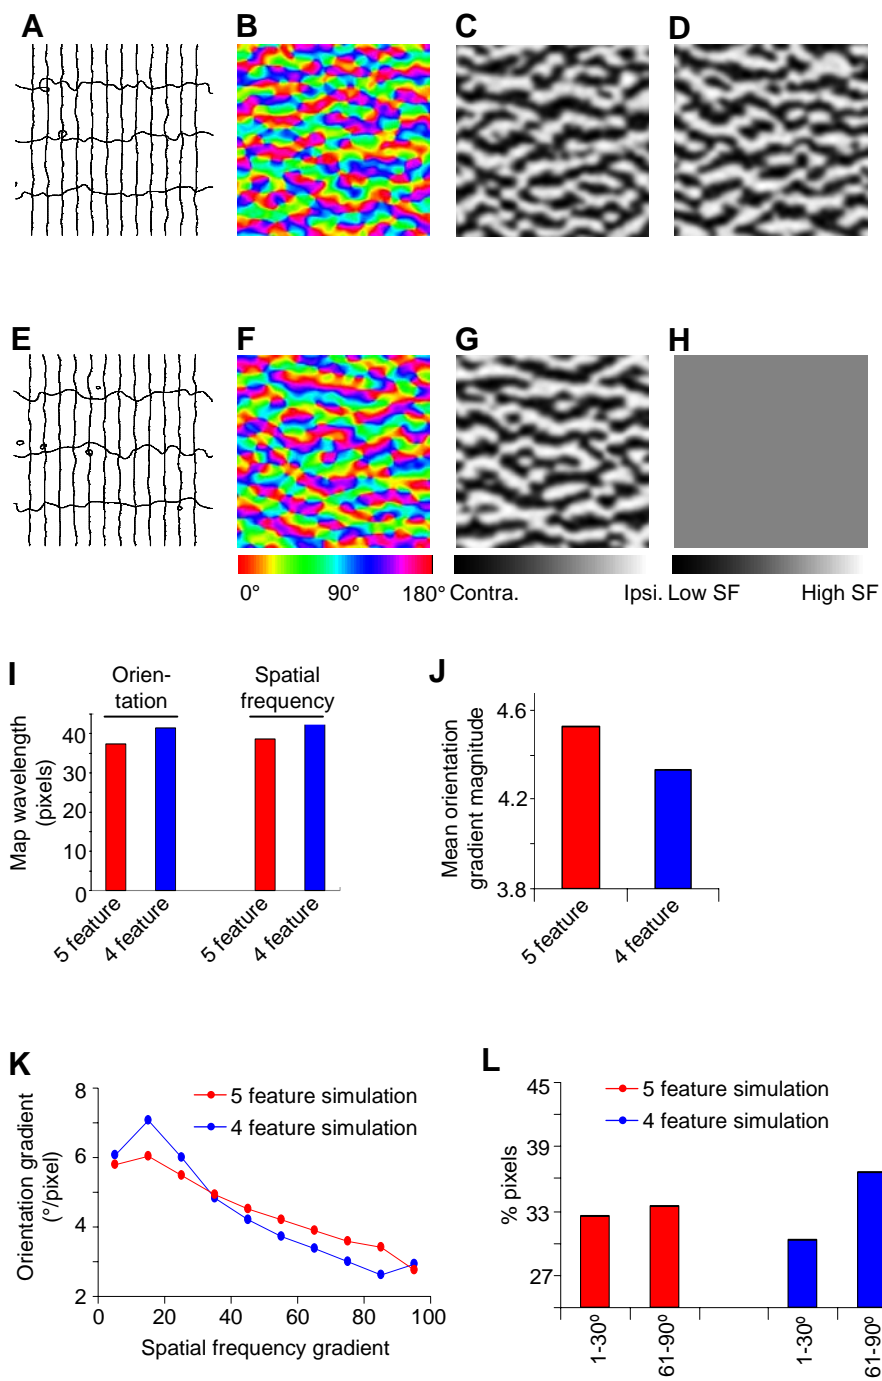 A
B
C
D
E
F
G
H
0°
90°
180°
Contra.
Ipsi.
Low SF
High SF
I
Orien-
tation
Spatial
frequency
Map wavelength
(pixels)
40
30
20
10
0
5 feature
4 feature
5 feature
4 feature
J
Mean orientation
gradient magnitude
4.6
4.2
3.8
5 feature
4 feature
K
Orientation gradient
(°/pixel)
8
6
4
2
5 feature simulation
4 feature simulation
0
20
40
60
80
100
Spatial frequency gradient
L
% pixels
45
39
33
27
5 feature simulation
4 feature simulation
1-30º
61-90º
1-30º
61-90º